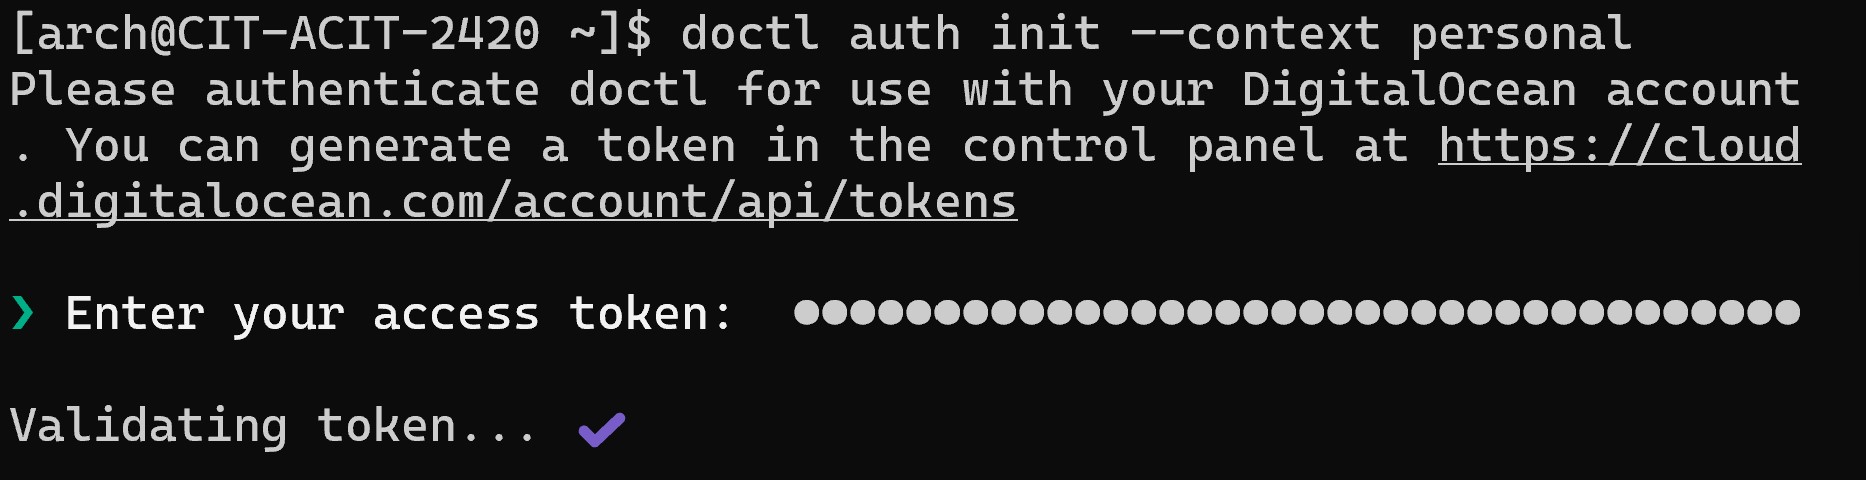 [arch@CIT-ACIT-2420 ~]$ doctl auth init --context personal
Please authenticate doctl for use with your DigitalOcean account
. You can generate a token in the control panel at https://cloud
.digitalocean.com/account/api/tokens
❯ Enter your access token:  ●●●●●●●●●●●●●●●●●●●●●●●●●●●●●●●●●●●●
Validating token... ✔